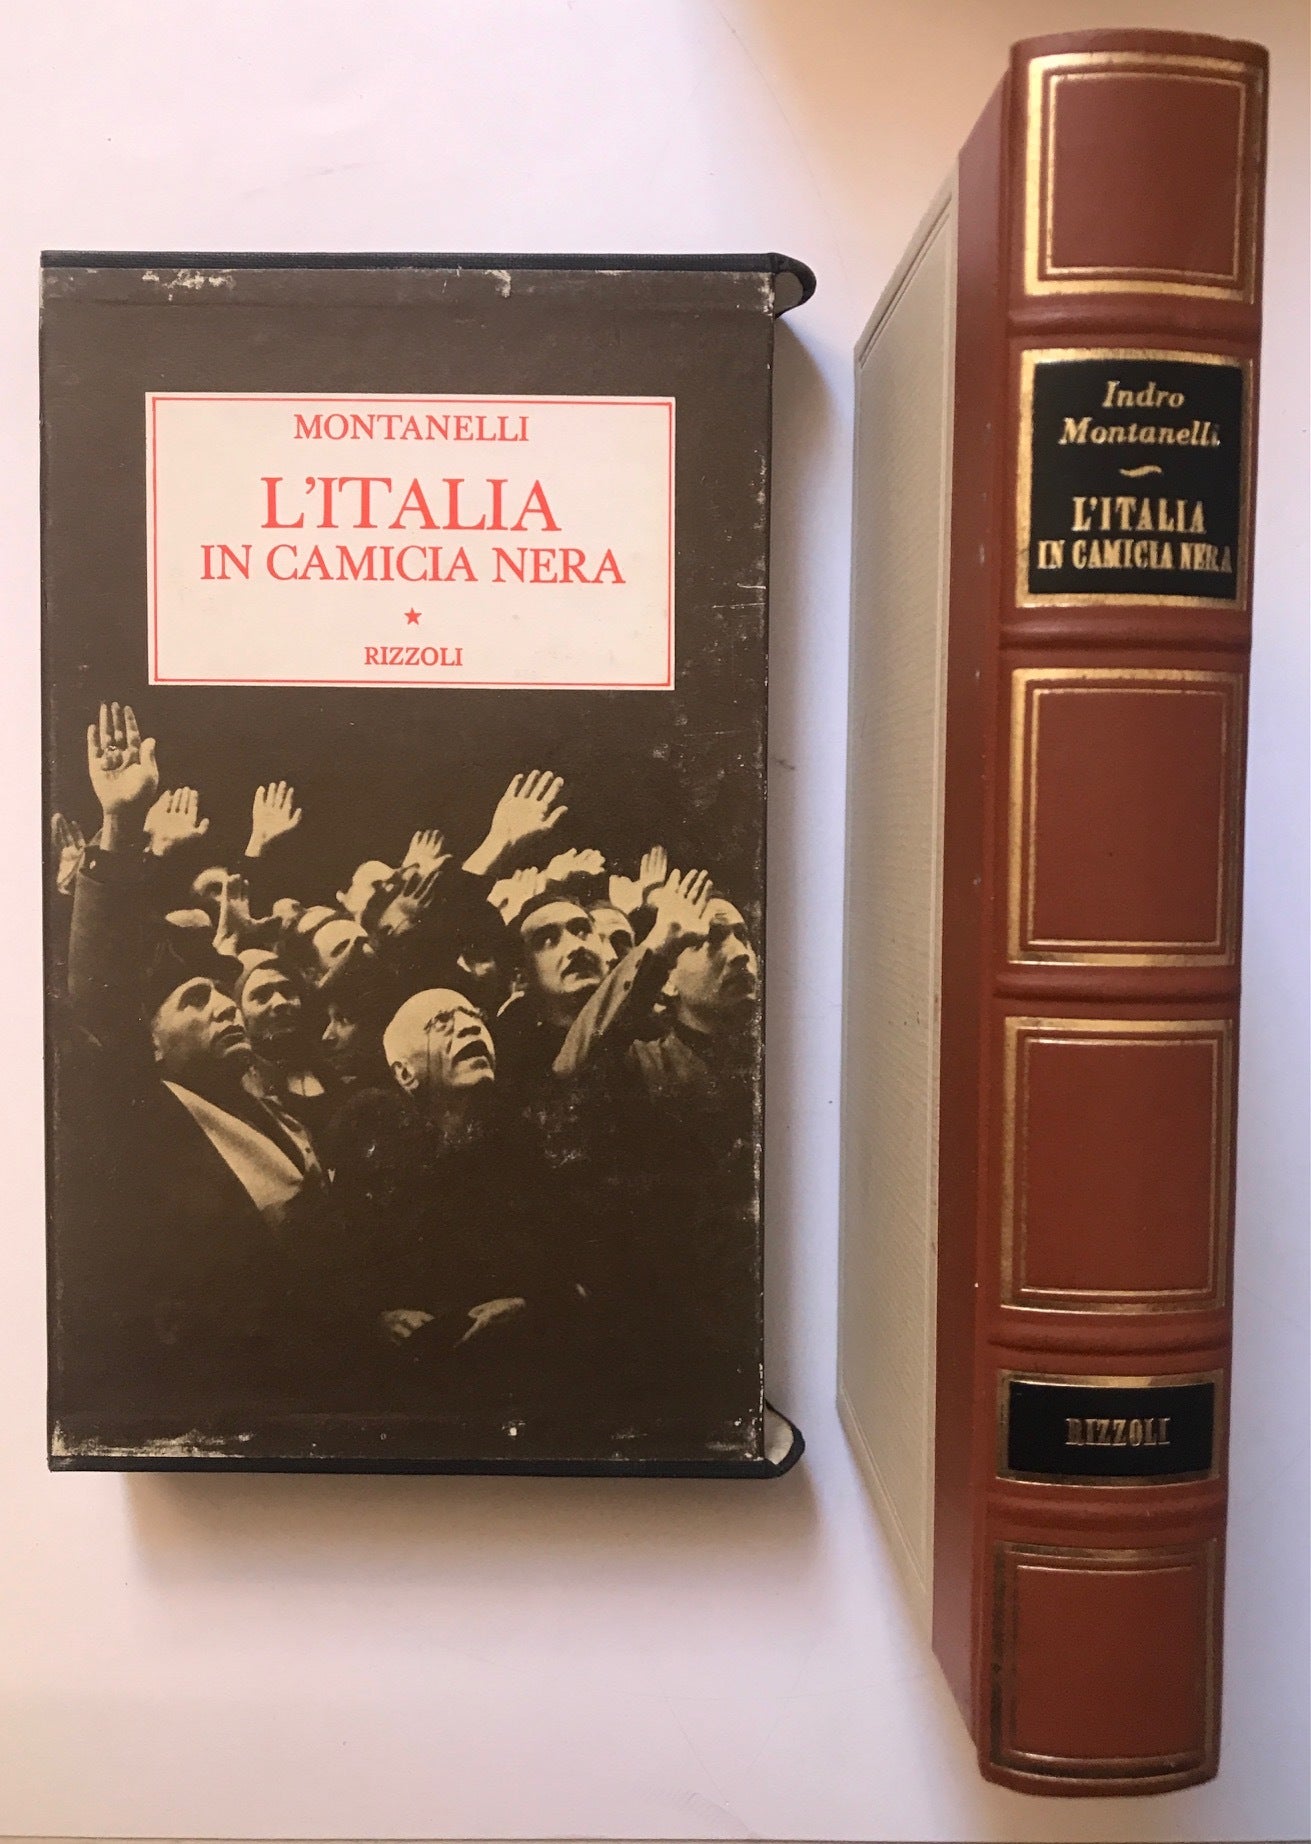 MONTANELLI
L'ITALIA
IN CAMICIA NERA
RIZZOLI
Indro
Montanelli
L'ITALIA
IN CAMICIA NERA
RIZZOLI